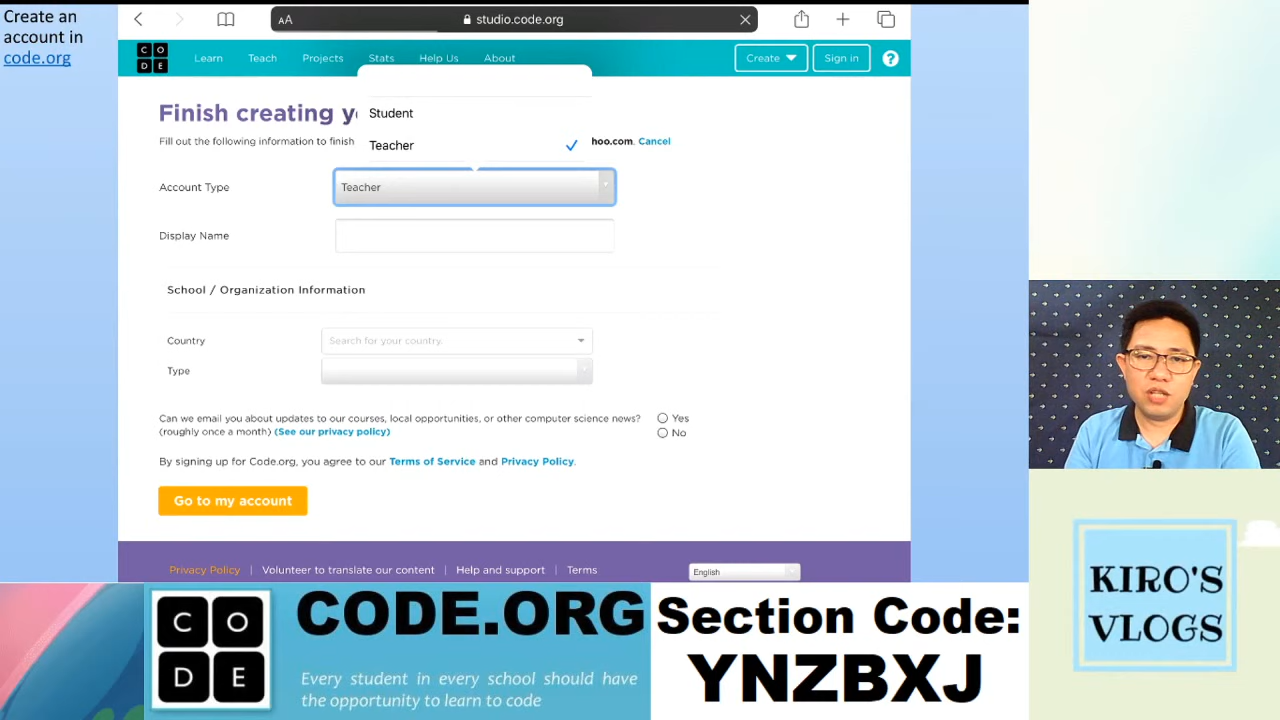 Create an
account in
code.org
AA
studio.code.org
C O
D E
Learn
Teach
Projects
Stats
Help Us
About
Create
Sign in
?
Finish creating
Student
Fill out the following information to finish
Teacher
hoo.com. Cancel
Account Type
Teacher
Display Name
School / Organization Information
Country
Search for your country.
Type
Can we email you about updates to our courses, local opportunities, or other computer science news?
(roughly once a month) (See our privacy policy)
Yes
No
By signing up for Code.org, you agree to our Terms of Service and Privacy Policy.
Go to my account
Privacy Policy | Volunteer to translate our content | Help and support | Terms
English
C O
D E
CODE.ORG
Every student in every school should have
the opportunity to learn to code
Section Code:
YNZBXJ
KIRO'S
VLOGS